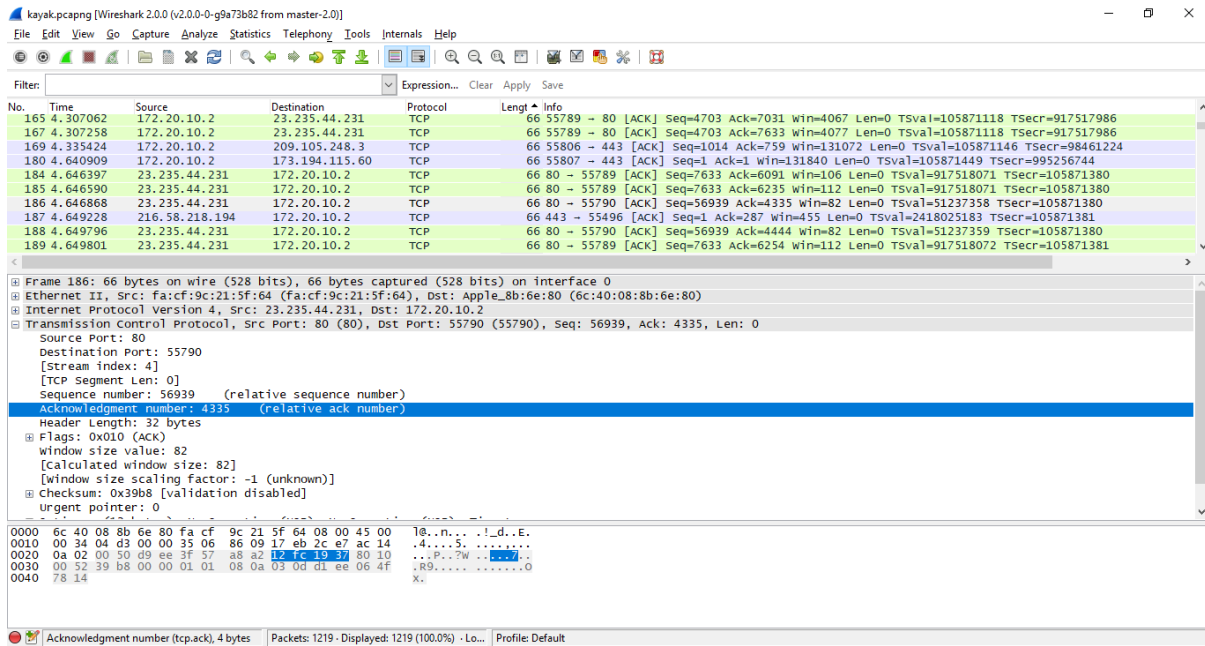 kayak.pcapng [Wireshark 2.0.0 (v2.0.0-0-g9a73b82 from master-2.0)]
File Edit View Go Capture Analyze Statistics Telephony Tools Internals Help
Filter: Expression... Clear Apply Save
No. Time Source Destination Protocol Lengt Info
165 4.307062 172.20.10.2 23.235.44.231 TCP 66 55789 → 80 [ACK] Seq=4703 Ack=7031 Win=4067 Len=0 TSval=105871118 TSecr=917517986
167 4.307258 172.20.10.2 23.235.44.231 TCP 66 55789 → 80 [ACK] Seq=4703 Ack=7633 Win=4077 Len=0 TSval=105871118 TSecr=917517986
169 4.335424 172.20.10.2 209.105.248.3 TCP 66 55806 → 443 [ACK] Seq=1014 Ack=759 Win=131072 Len=0 TSval=105871146 TSecr=98461224
180 4.640909 172.20.10.2 173.194.115.60 TCP 66 55807 → 443 [ACK] Seq=1 Ack=1 Win=131840 Len=0 TSval=105871449 TSecr=995256744
184 4.646397 23.235.44.231 172.20.10.2 TCP 66 80 → 55789 [ACK] Seq=7633 Ack=6091 Win=106 Len=0 TSval=917518071 TSecr=105871380
185 4.646590 23.235.44.231 172.20.10.2 TCP 66 80 → 55789 [ACK] Seq=7633 Ack=6235 Win=112 Len=0 TSval=917518071 TSecr=105871380
186 4.646868 23.235.44.231 172.20.10.2 TCP 66 80 → 55790 [ACK] Seq=56939 Ack=4335 Win=82 Len=0 TSval=51237358 TSecr=105871380
187 4.649228 216.58.218.194 172.20.10.2 TCP 66 443 → 55496 [ACK] Seq=1 Ack=287 Win=455 Len=0 TSval=2418025183 TSecr=105871381
188 4.649796 23.235.44.231 172.20.10.2 TCP 66 80 → 55790 [ACK] Seq=56939 Ack=4444 Win=82 Len=0 TSval=51237359 TSecr=105871380
189 4.649801 23.235.44.231 172.20.10.2 TCP 66 80 → 55789 [ACK] Seq=7633 Ack=6254 Win=112 Len=0 TSval=917518072 TSecr=105871381
Frame 186: 66 bytes on wire (528 bits), 66 bytes captured (528 bits) on interface 0
Ethernet II, Src: fa:cf:9c:21:5f:64 (fa:cf:9c:21:5f:64), Dst: Apple_8b:6e:80 (6c:40:08:8b:6e:80)
Internet Protocol Version 4, Src: 23.235.44.231, Dst: 172.20.10.2
Transmission Control Protocol, Src Port: 80 (80), Dst Port: 55790 (55790), Seq: 56939, Ack: 4335, Len: 0
Source Port: 80
Destination Port: 55790
[Stream index: 4]
[TCP Segment Len: 0]
Sequence number: 56939 (relative sequence number)
Acknowledgment number: 4335 (relative ack number)
Header Length: 32 bytes
Flags: 0x010 (ACK)
Window size value: 82
[Calculated window size: 82]
[Window size scaling factor: -1 (unknown)]
Checksum: 0x39b8 [validation disabled]
Urgent pointer: 0
0000 6c 40 08 8b 6e 80 fa cf 9c 21 5f 64 08 00 45 00 l@..n... .!_d..E.
0010 00 34 04 d3 00 00 35 06 86 09 17 eb 2c e7 ac 14 .4....5. ....,...
0020 0a 02 00 50 d9 ee 3f 57 a8 a2 12 fc 19 37 80 10 ...P..?W .....7..
0030 00 52 39 b8 00 00 01 01 08 0a 03 0d d1 ee 06 4f .R9..... .......O
0040 78 14 x.
Acknowledgment number (tcp.ack), 4 bytes Packets: 1219 · Displayed: 1219 (100.0%) · Lo... Profile: Default